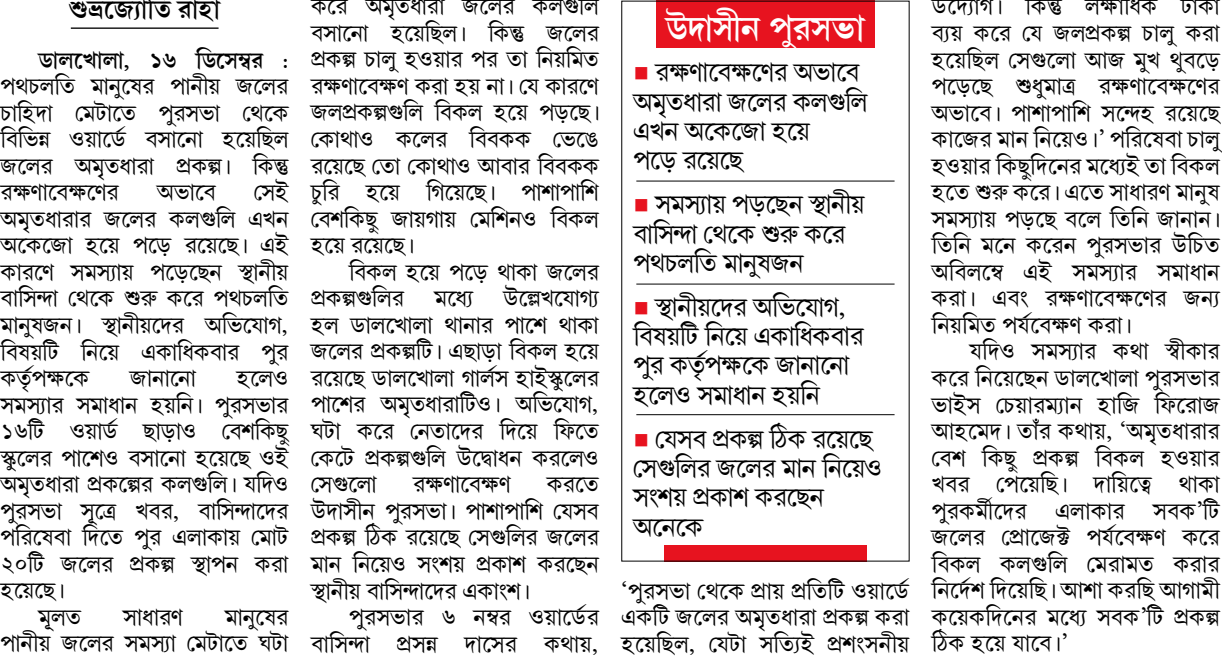 শুভ্রজ্যোতি রাহা
ডালখোলা, ১৬ ডিসেম্বর :
পথচলতি মানুষের পানীয় জলের
চাহিদা মেটাতে পুরসভা থেকে
বিভিন্ন ওয়ার্ডে বসানো হয়েছিল
জলের অমৃতধারা প্রকল্প। কিন্তু
রক্ষণাবেক্ষণের অভাবে সেই
অমৃতধারার জলের কলগুলি এখন
অকেজো হয়ে পড়ে রয়েছে। এই
কারণে সমস্যায় পড়েছেন স্থানীয়
বাসিন্দা থেকে শুরু করে পথচলতি
মানুষজন। স্থানীয়দের অভিযোগ,
বিষয়টি নিয়ে একাধিকবার পুর
কর্তৃপক্ষকে জানানো হলেও
সমস্যার সমাধান হয়নি। পুরসভার
১৬টি ওয়ার্ড ছাড়াও বেশকিছু
স্কুলের পাশেও বসানো হয়েছে ওই
অমৃতধারা প্রকল্পের কলগুলি। যদিও
পুরসভা সূত্রে খবর, বাসিন্দাদের
পরিষেবা দিতে পুর এলাকায় মোট
২০টি জলের প্রকল্প স্থাপন করা
হয়েছে।
মূলত সাধারণ মানুষের
পানীয় জলের সমস্যা মেটাতে ঘটা
করে অমৃতধারা জলের কলগুলি
বসানো হয়েছিল। কিন্তু জলের
প্রকল্প চালু হওয়ার পর তা নিয়মিত
রক্ষণাবেক্ষণ করা হয় না। যে কারণে
জলপ্রকল্পগুলি বিকল হয়ে পড়ছে।
কোথাও কলের বিবকক ভেঙে
রয়েছে তো কোথাও আবার বিবকক
চুরি হয়ে গিয়েছে। পাশাপাশি
বেশকিছু জায়গায় মেশিনও বিকল
হয়ে রয়েছে।
বিকল হয়ে পড়ে থাকা জলের
প্রকল্পগুলির মধ্যে উল্লেখযোগ্য
হল ডালখোলা থানার পাশে থাকা
জলের প্রকল্পটি। এছাড়া বিকল হয়ে
রয়েছে ডালখোলা গার্লস হাইস্কুলের
পাশের অমৃতধারাটিও। অভিযোগ,
ঘটা করে নেতাদের দিয়ে ফিতে
কেটে প্রকল্পগুলি উদ্বোধন করলেও
সেগুলো রক্ষণাবেক্ষণ করতে
উদাসীন পুরসভা। পাশাপাশি যেসব
প্রকল্প ঠিক রয়েছে সেগুলির জলের
মান নিয়েও সংশয় প্রকাশ করছেন
স্থানীয় বাসিন্দাদের একাংশ।
পুরসভার ৬ নম্বর ওয়ার্ডের
বাসিন্দা প্রসন্ন দাসের কথায়,
উদাসীন পুরসভা
■ রক্ষণাবেক্ষণের অভাবে
অমৃতধারা জলের কলগুলি
এখন অকেজো হয়ে
পড়ে রয়েছে
■ সমস্যায় পড়ছেন স্থানীয়
বাসিন্দা থেকে শুরু করে
পথচলতি মানুষজন
■ স্থানীয়দের অভিযোগ,
বিষয়টি নিয়ে একাধিকবার
পুর কর্তৃপক্ষকে জানানো
হলেও সমাধান হয়নি
■ যেসব প্রকল্প ঠিক রয়েছে
সেগুলির জলের মান নিয়েও
সংশয় প্রকাশ করছেন
অনেকে
‘পুরসভা থেকে প্রায় প্রতিটি ওয়ার্ডে
একটি জলের অমৃতধারা প্রকল্প করা
হয়েছিল, যেটা সত্যিই প্রশংসনীয়
উদ্যোগ। কিন্তু লক্ষাধিক টাকা
ব্যয় করে যে জলপ্রকল্প চালু করা
হয়েছিল সেগুলো আজ মুখ থুবড়ে
পড়েছে শুধুমাত্র রক্ষণাবেক্ষণের
অভাবে। পাশাপাশি সন্দেহ রয়েছে
কাজের মান নিয়েও।’ পরিষেবা চালু
হওয়ার কিছুদিনের মধ্যেই তা বিকল
হতে শুরু করে। এতে সাধারণ মানুষ
সমস্যায় পড়ছে বলে তিনি জানান।
তিনি মনে করেন পুরসভার উচিত
অবিলম্বে এই সমস্যার সমাধান
করা। এবং রক্ষণাবেক্ষণের জন্য
নিয়মিত পর্যবেক্ষণ করা।
যদিও সমস্যার কথা স্বীকার
করে নিয়েছেন ডালখোলা পুরসভার
ভাইস চেয়ারম্যান হাজি ফিরোজ
আহমেদ। তাঁর কথায়, ‘অমৃতধারার
বেশ কিছু প্রকল্প বিকল হওয়ার
খবর পেয়েছি। দায়িত্বে থাকা
পুরকর্মীদের এলাকার সবক’টি
জলের প্রোজেক্ট পর্যবেক্ষণ করে
বিকল কলগুলি মেরামত করার
নির্দেশ দিয়েছি। আশা করছি আগামী
কয়েকদিনের মধ্যে সবক’টি প্রকল্প
ঠিক হয়ে যাবে।’